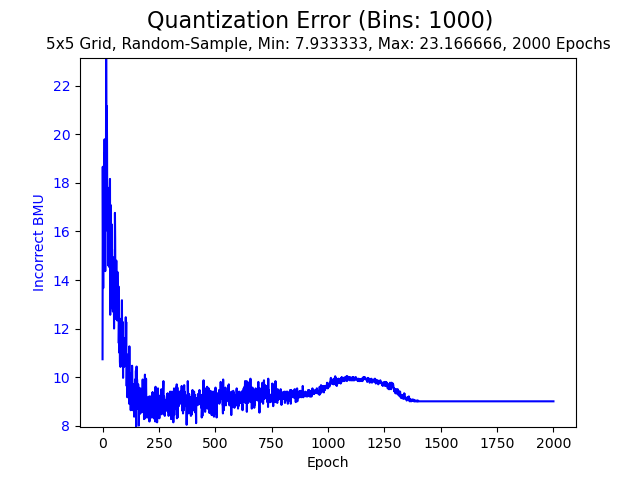 Quantization Error (Bins: 1000)
5x5 Grid, Random-Sample, Min: 7.933333, Max: 23.166666, 2000 Epochs
22
20
18
16
14
12
10
8
Incorrect BMU
0 250 500 750 1000 1250 1500 1750 2000
Epoch